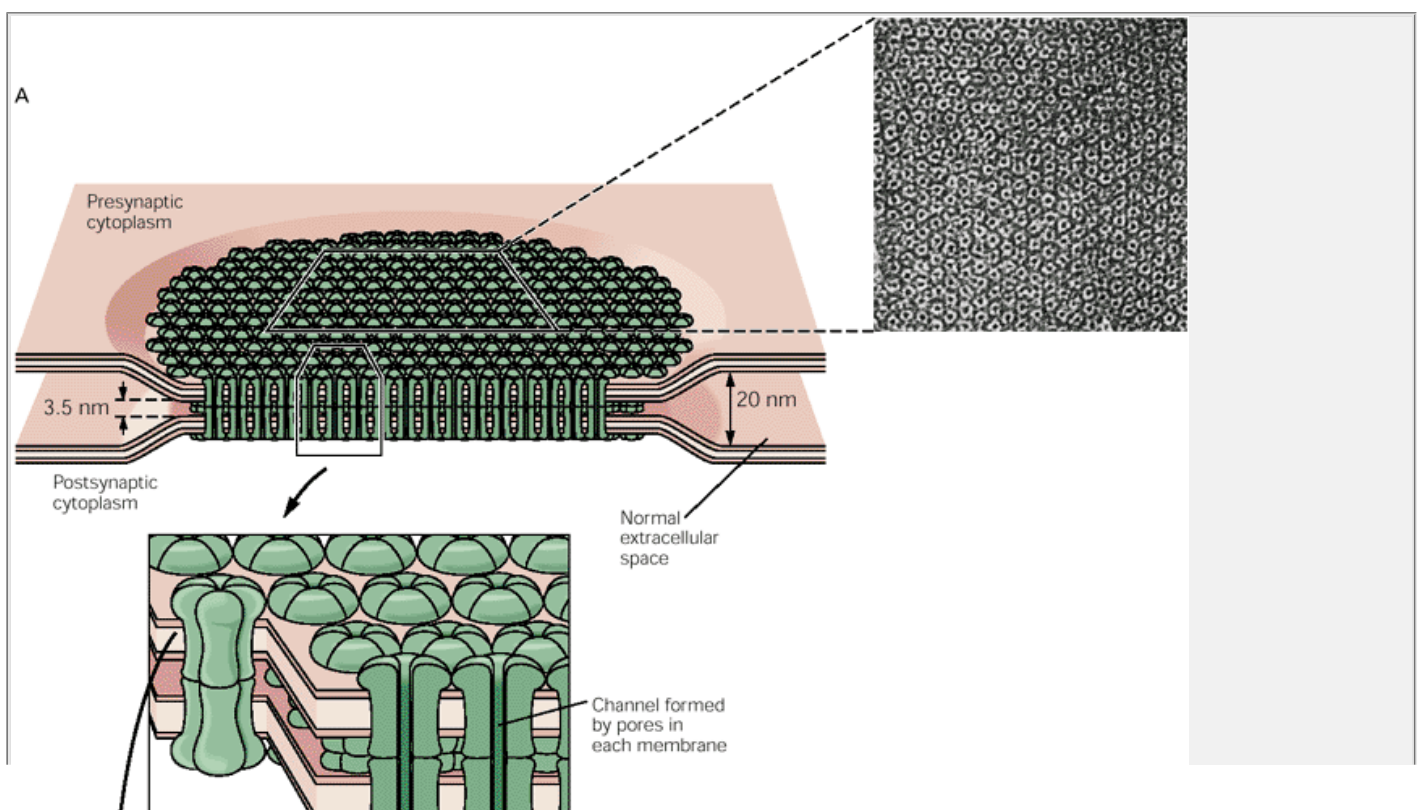 A
Presynaptic
cytoplasm
3.5 nm
20 nm
Postsynaptic
cytoplasm
Normal
extracellular
space
Channel formed
by pores in
each membrane